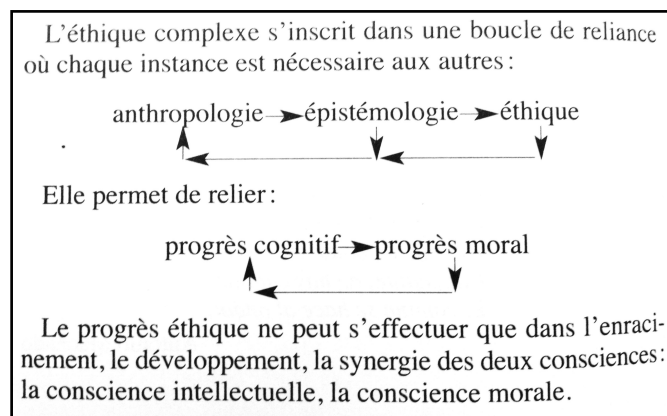 L'éthique complexe s'inscrit dans une boucle de reliance
où chaque instance est nécessaire aux autres :
anthropologie épistémologie éthique
Elle permet de relier :
progrès cognitif progrès moral
Le progrès éthique ne peut s'effectuer que dans l'enraci-
nement, le développement, la synergie des deux consciences :
la conscience intellectuelle, la conscience morale.